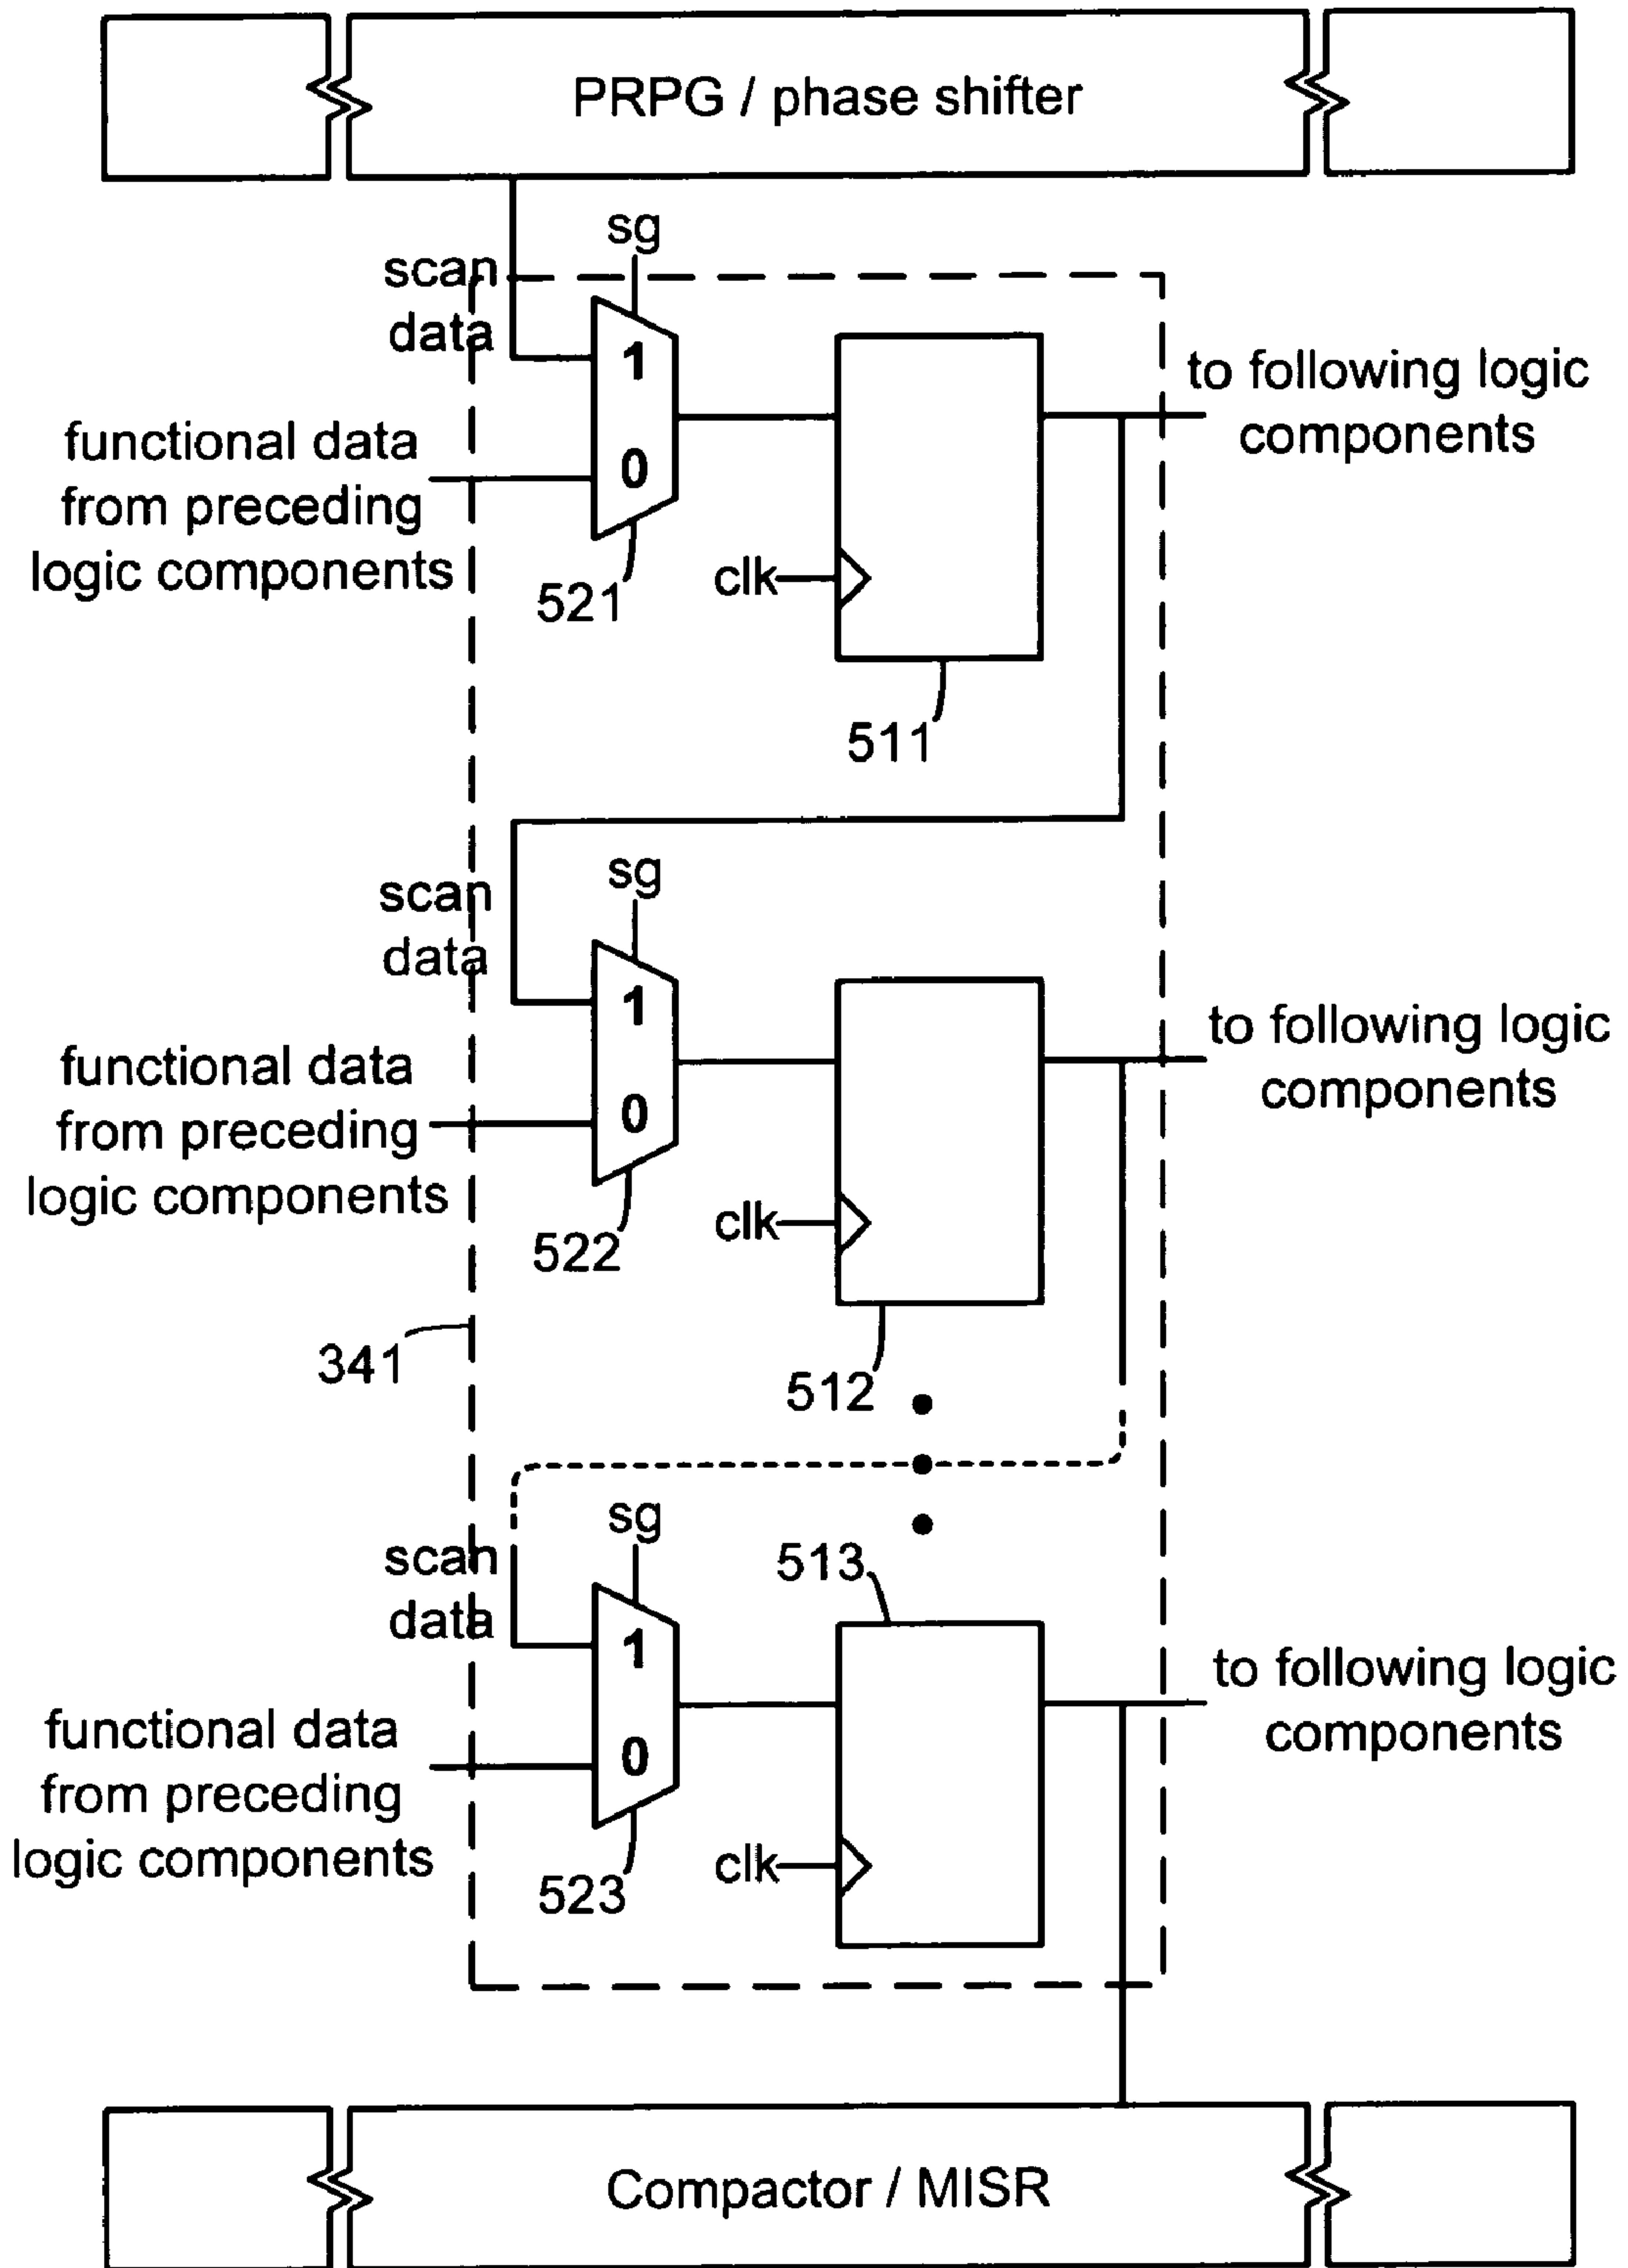 PRPG / phase shifter
sg
scan
data
1
0
functional data
from preceding
logic components
521
clk
511
to following logic
components
sg
scan
data
1
0
functional data
from preceding
logic components
522
clk
512
to following logic
components
341
sg
scan
data
1
0
functional data
from preceding
logic components
523
clk
513
to following logic
components
Compactor / MISR